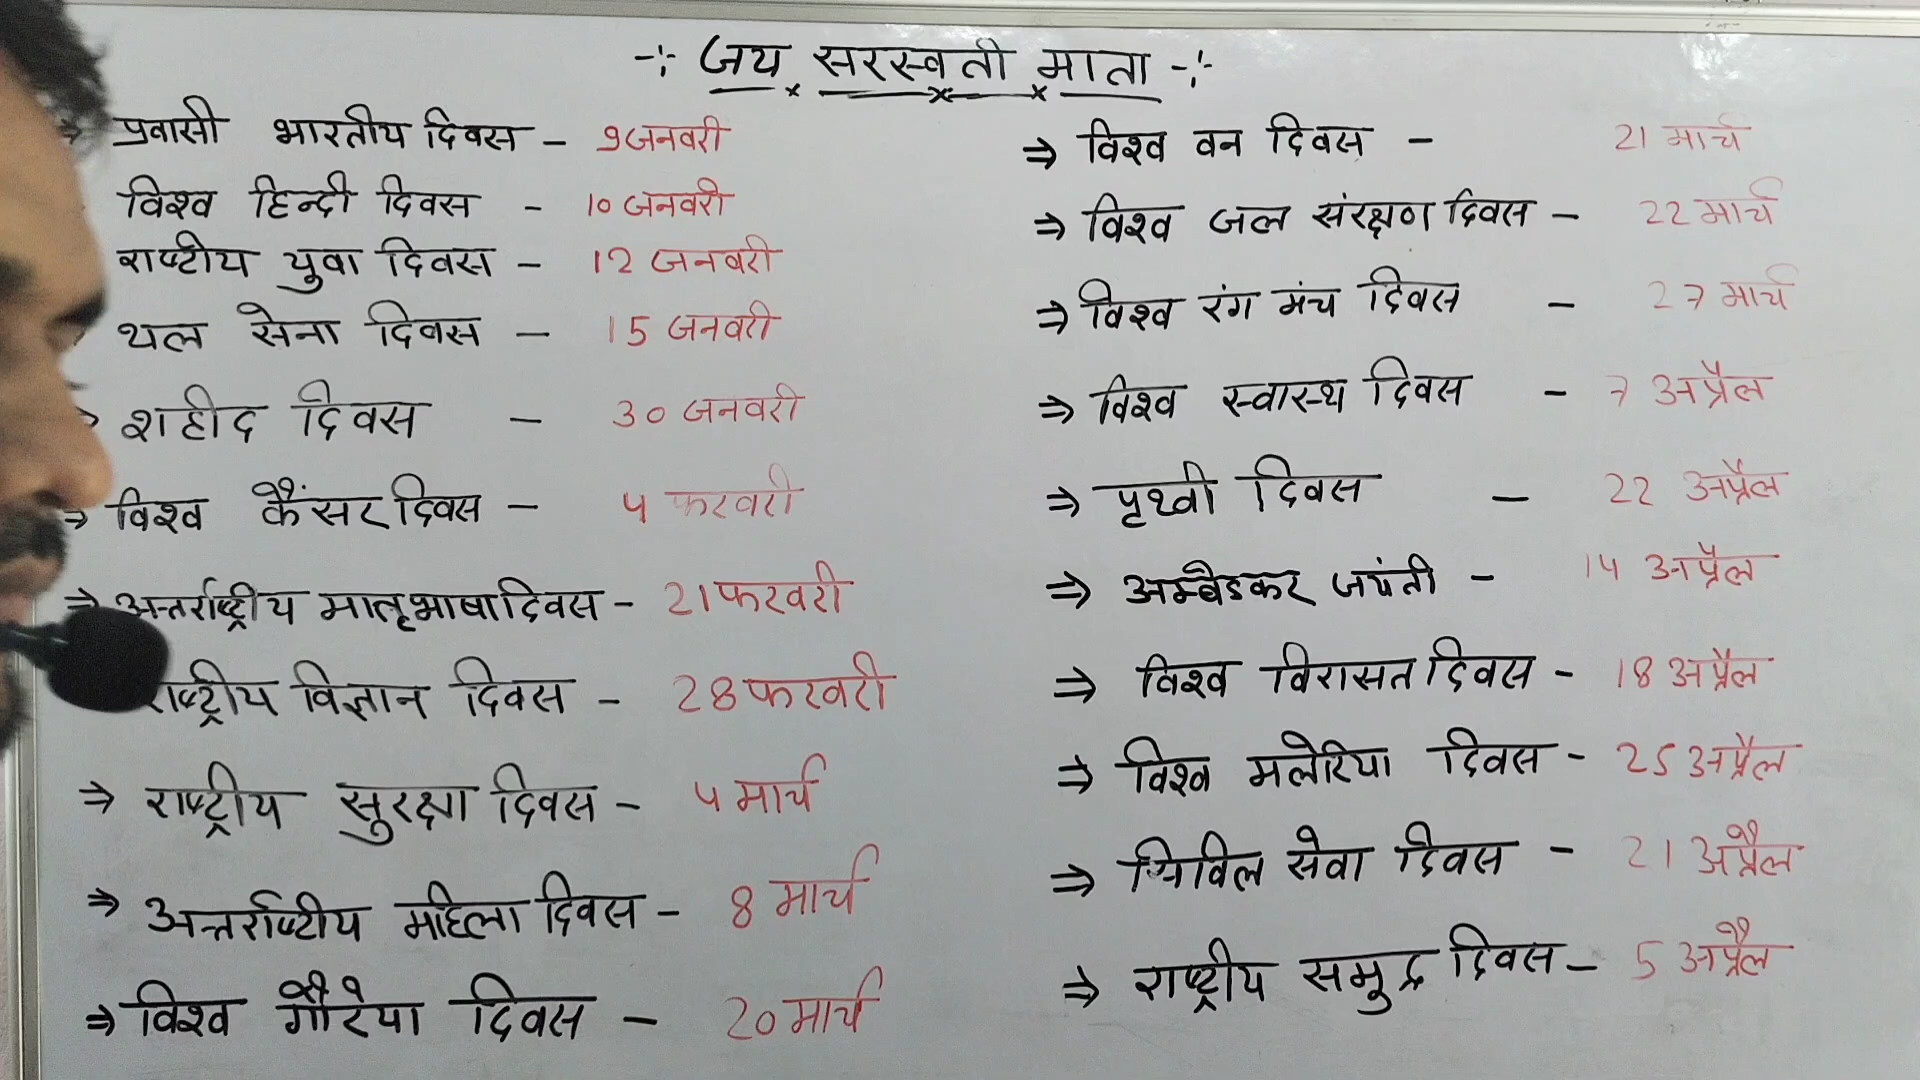 जय सरस्वती माता
प्रवासी भारतीय दिवस - 9 जनवरी
विश्व हिन्दी दिवस - 10 जनवरी
राष्टीय युवा दिवस - 12 जनवरी
थल सेना दिवस - 15 जनवरी
⇒ शहीद दिवस - 30 जनवरी
⇒ विश्व कैंसर दिवस - 4 फरवरी
⇒ अन्तर्राष्ट्रीय मातृभाषा दिवस - 21 फरवरी
राष्ट्रीय विज्ञान दिवस - 28 फरवरी
⇒ राष्ट्रीय सुरक्षा दिवस - 4 मार्च
⇒ अन्तर्राष्टीय महिला दिवस - 8 मार्च
⇒ विश्व गौरेया दिवस - 20 मार्च
⇒ विश्व वन दिवस - 21 मार्च
⇒ विश्व जल संरक्षण दिवस - 22 मार्च
⇒ विश्व रंग मंच दिवस - 27 मार्च
⇒ विश्व स्वास्थ दिवस - 7 अप्रैल
⇒ पृथ्वी दिवस - 22 अप्रैल
⇒ अम्बेडकर जयंती - 14 अप्रैल
⇒ विश्व विरासत दिवस - 18 अप्रैल
⇒ विश्व मलेरिया दिवस - 25 अप्रैल
⇒ सिविल सेवा दिवस - 21 अप्रैल
⇒ राष्ट्रीय समुद्र दिवस - 5 अप्रैल